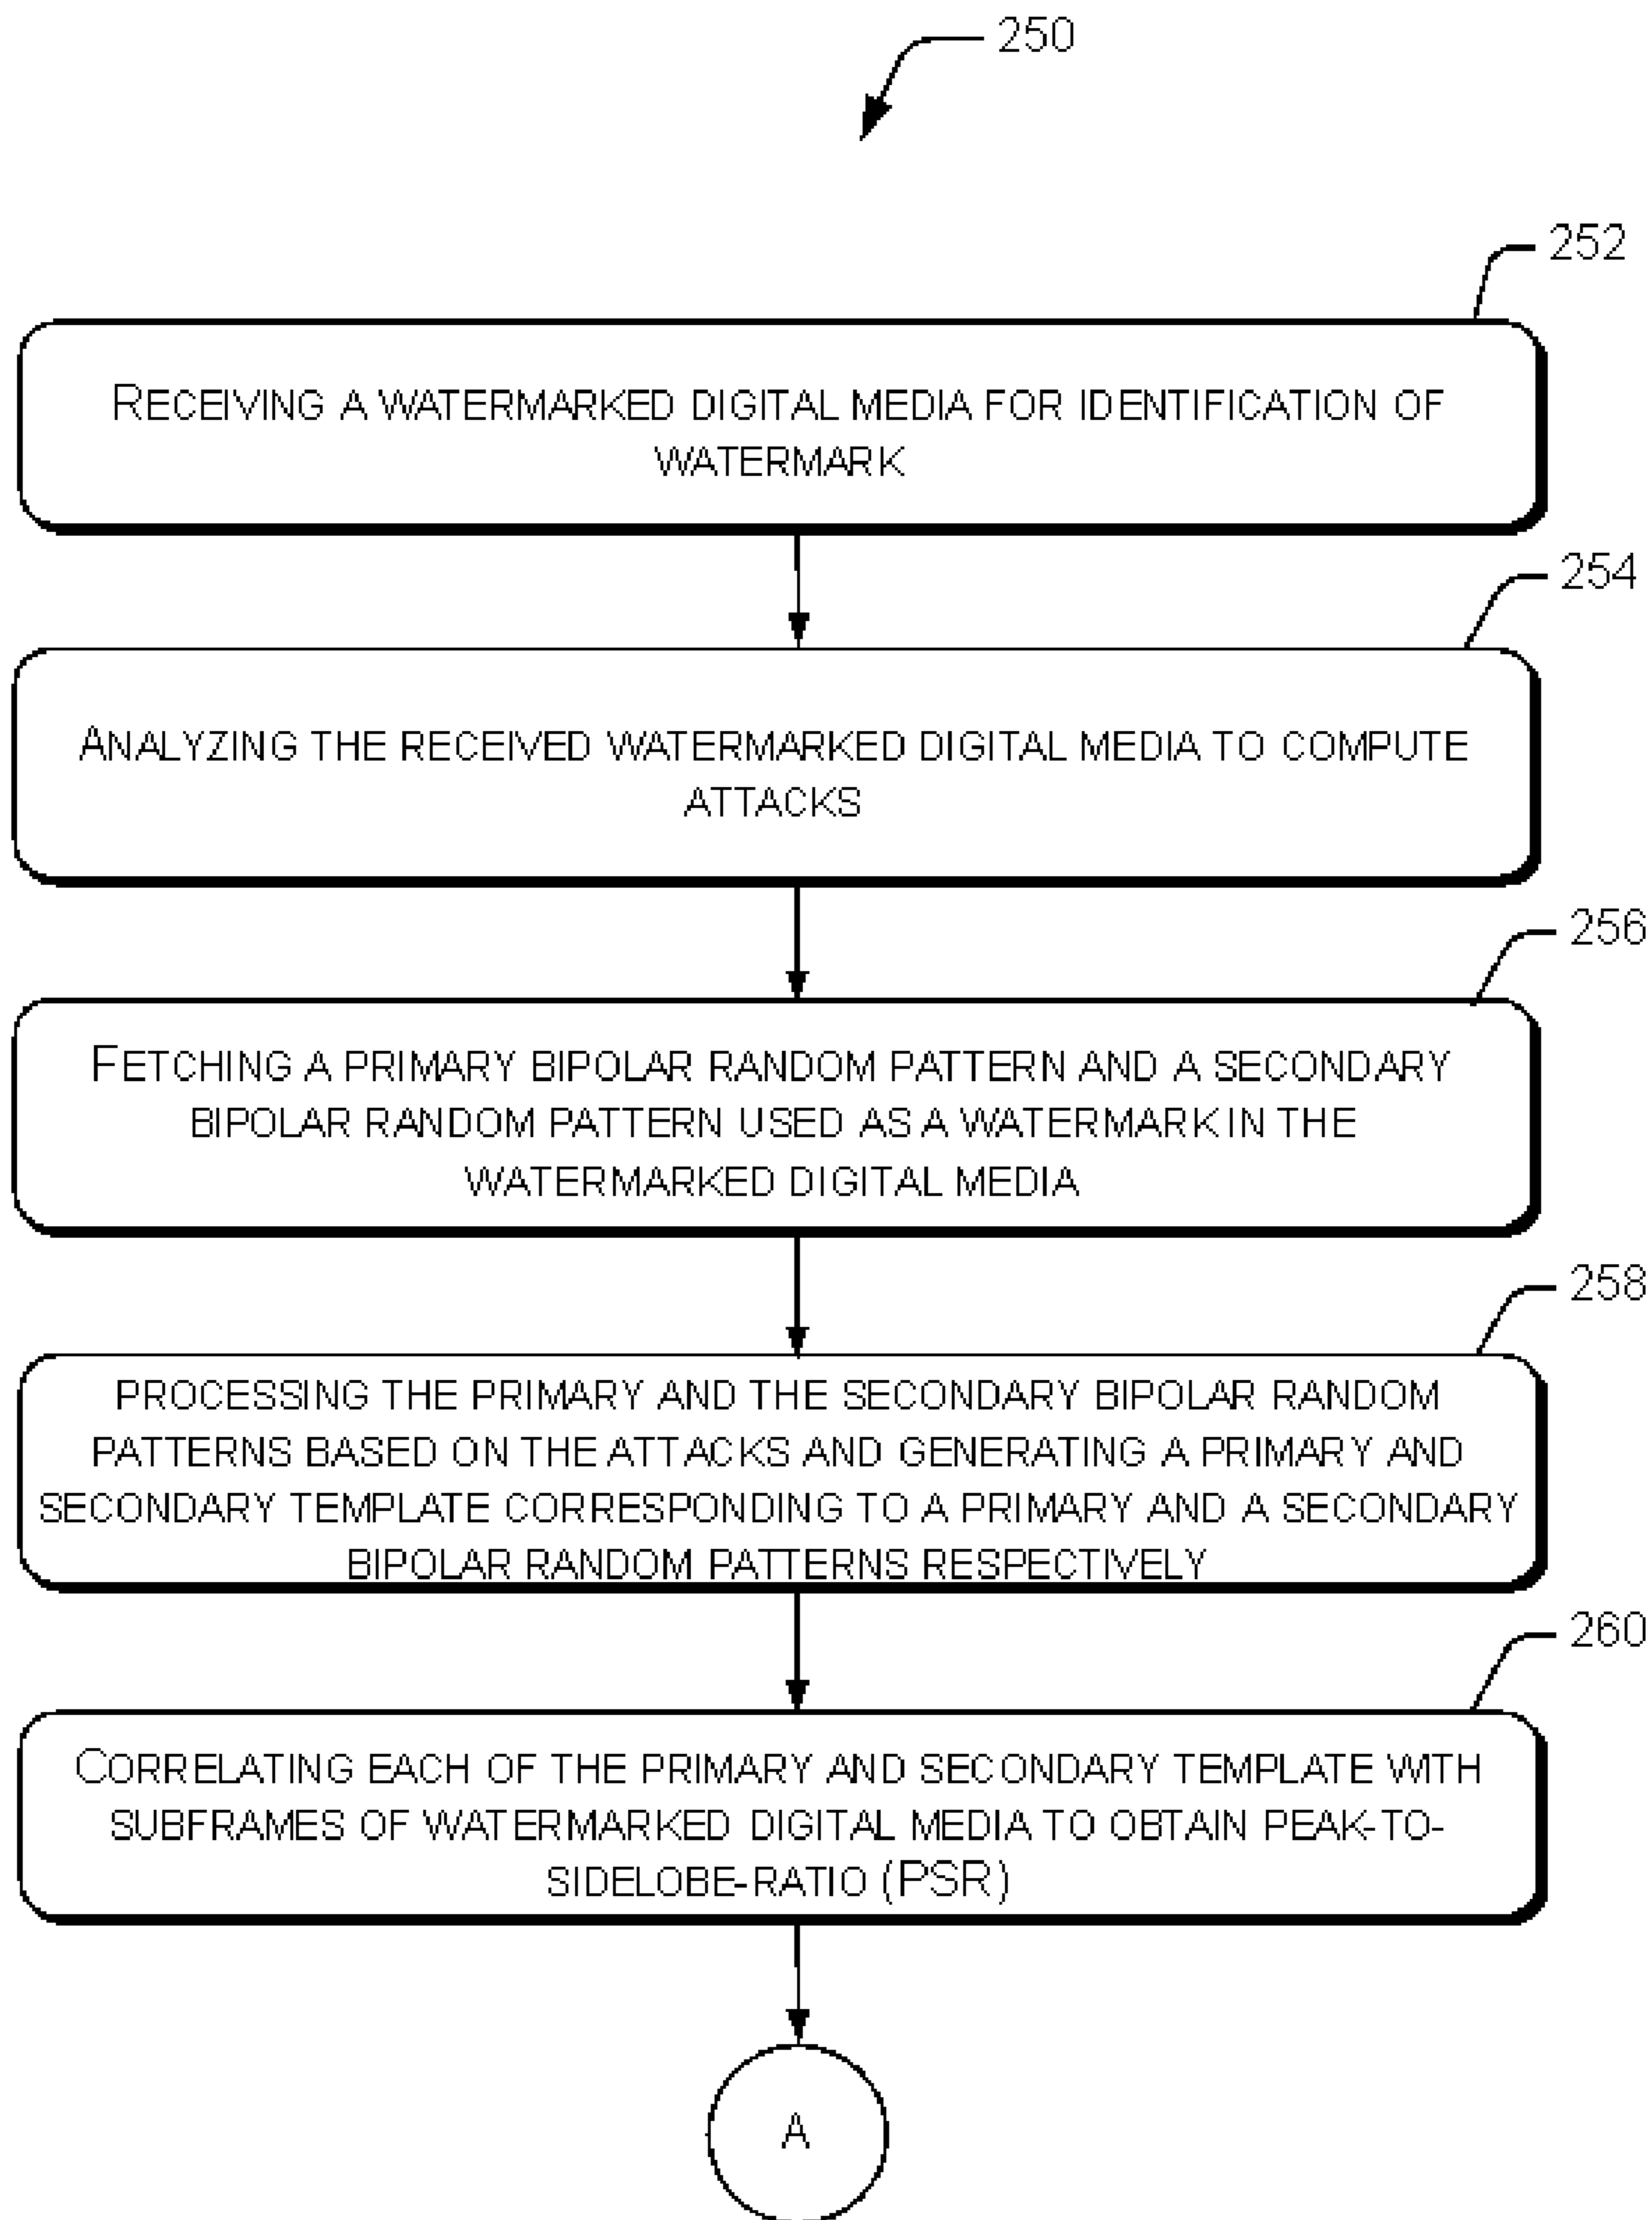 250
252
RECEIVING A WATERMARKED DIGITAL MEDIA FOR IDENTIFICATION OF
WATERMARK
254
ANALYZING THE RECEIVED WATERMARKED DIGITAL MEDIA TO COMPUTE
ATTACKS
256
FETCHING A PRIMARY BIPOLAR RANDOM PATTERN AND A SECONDARY
BIPOLAR RANDOM PATTERN USED AS A WATERMARK IN THE
WATERMARKED DIGITAL MEDIA
258
PROCESSING THE PRIMARY AND THE SECONDARY BIPOLAR RANDOM
PATTERNS BASED ON THE ATTACKS AND GENERATING A PRIMARY AND
SECONDARY TEMPLATE CORRESPONDING TO A PRIMARY AND A SECONDARY
BIPOLAR RANDOM PATTERNS RESPECTIVELY
260
CORRELATING EACH OF THE PRIMARY AND SECONDARY TEMPLATE WITH
SUBFRAMES OF WATERMARKED DIGITAL MEDIA TO OBTAIN PEAK-TO-
SIDELOBE-RATIO (PSR)
A